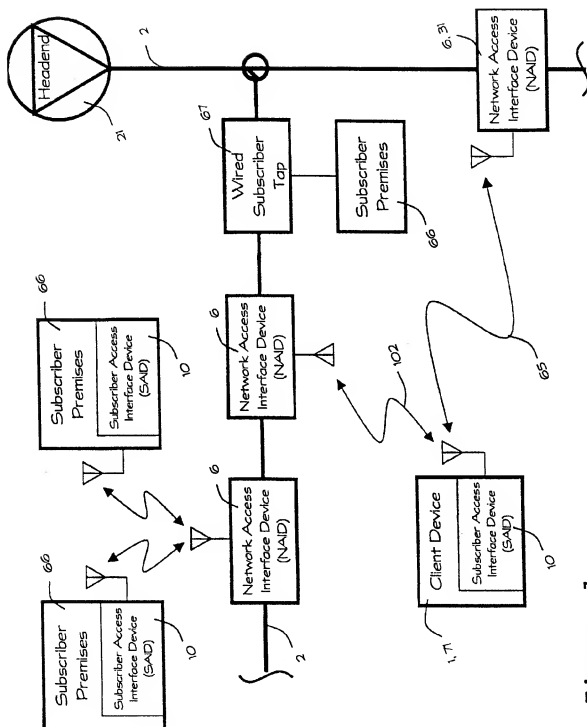 66
Subscriber
Premises
Subscriber Access
Interface Device
(SAID)
10
66
Subscriber
Premises
Subscriber Access
Interface Device
(SAID)
10
Headend
21
2
2
6
Network Access
Interface Device
(NAID)
6
Network Access
Interface Device
(NAID)
67
Wired
Subscriber
Tap
Subscriber
Premises
66
102
1, 71
Client Device
Subscriber Access
Interface Device
(SAID)
10
65
6, 31
Network Access
Interface Device
(NAID)